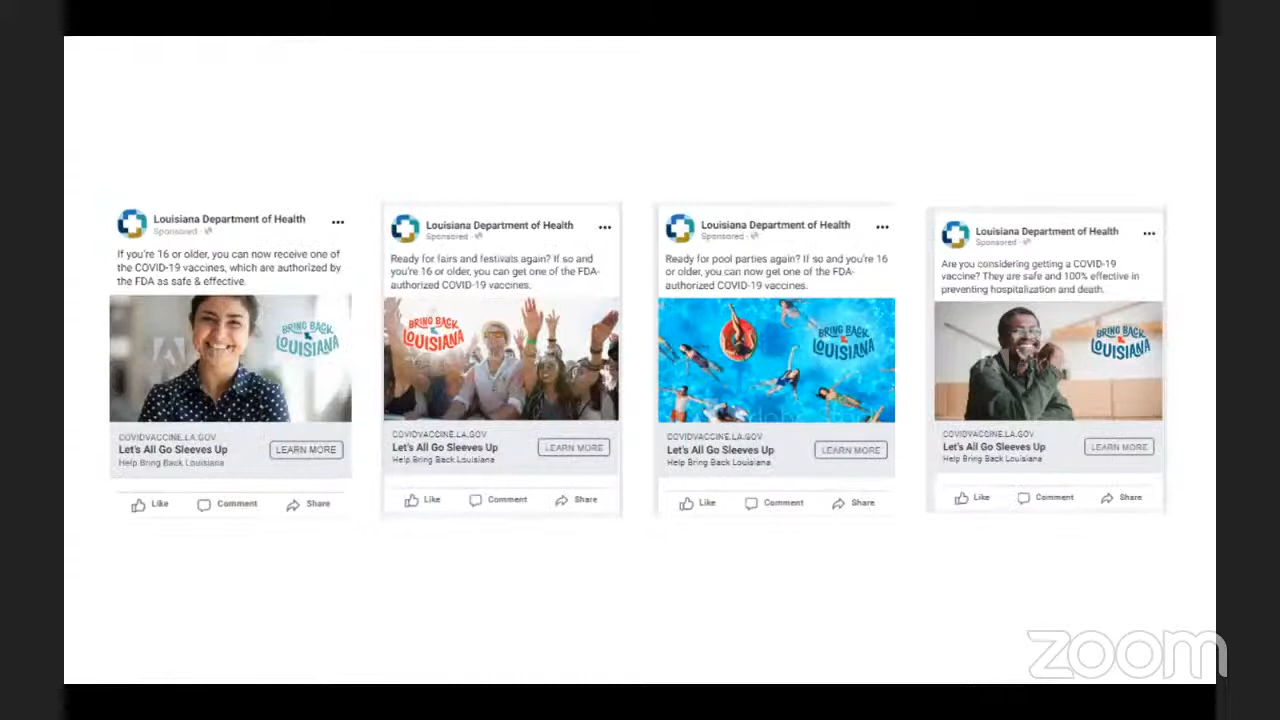 Louisiana Department of Health
Sponsored
If you're 16 or older, you can now receive one of
the COVID-19 vaccines, which are authorized by
the FDA as safe & effective.
BRING BACK
LOUISIANA
COVIDVACCINE.LA.GOV
Let's All Go Sleeves Up
Help Bring Back Louisiana
LEARN MORE
Like
Comment
Share
Louisiana Department of Health
Sponsored
Ready for fairs and festivals again? If so and
you're 16 or older, you can get one of the FDA-
authorized COVID-19 vaccines.
BRING BACK
LOUISIANA
COVIDVACCINE.LA.GOV
Let's All Go Sleeves Up
Help Bring Back Louisiana
LEARN MORE
Like
Comment
Share
Louisiana Department of Health
Sponsored
Ready for pool parties again? If so and you're 16
or older, you can now get one of the FDA-
authorized COVID-19 vaccines.
BRING BACK
LOUISIANA
COVIDVACCINE.LA.GOV
Let's All Go Sleeves Up
Help Bring Back Louisiana
LEARN MORE
Like
Comment
Share
Louisiana Department of Health
Sponsored
Are you considering getting a COVID-19
vaccine? They are safe and 100% effective in
preventing hospitalization and death.
BRING BACK
LOUISIANA
COVIDVACCINE.LA.GOV
Let's All Go Sleeves Up
Help Bring Back Louisiana
LEARN MORE
Like
Comment
Share
zoom